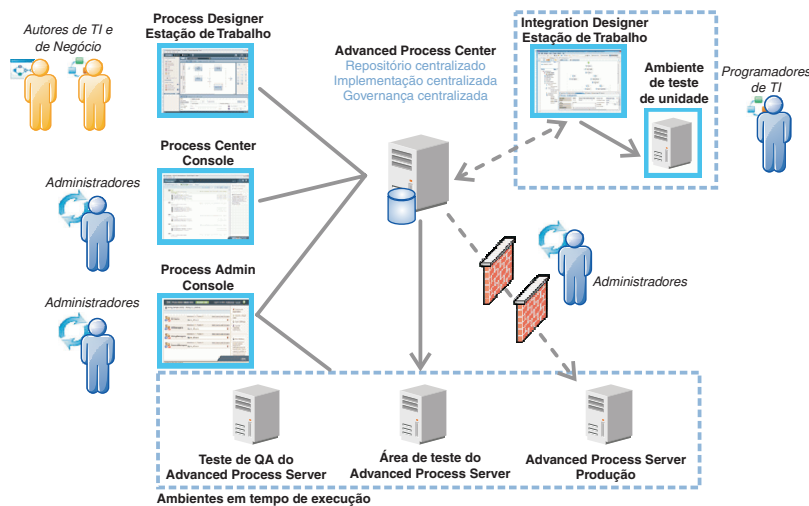 Autores de TI e
de Negócio
Process Designer
Estação de Trabalho
Advanced Process Center
Repositório centralizado
Implementação centralizada
Governança centralizada
Integration Designer
Estação de Trabalho
Ambiente
de teste
de unidade
Programadores
de TI
Process Center
Console
Administradores
Process Admin
Console
Administradores
Administradores
Teste de QA do
Advanced Process Server
Área de teste do
Advanced Process Server
Advanced Process Server
Produção
Ambientes em tempo de execução